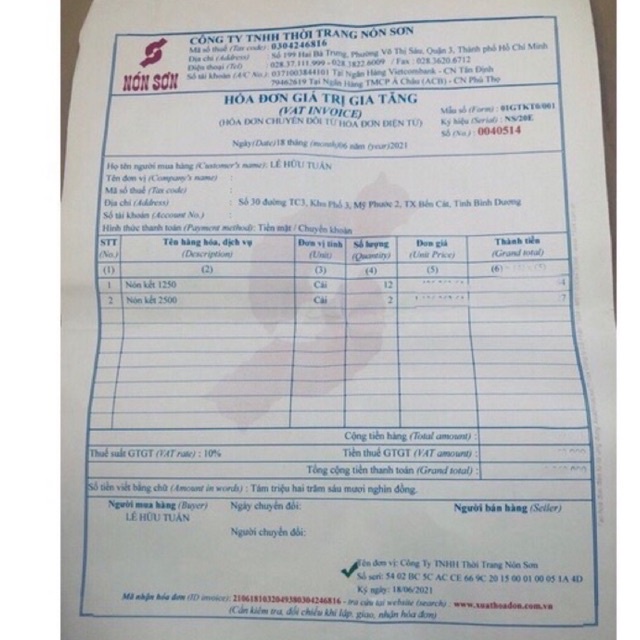 NÓN SƠN
CÔNG TY TNHH THỜI TRANG NÓN SƠN
Mã số thuế (Tax code): 0304246816
Địa chỉ (Address) : Số 199 Hai Bà Trưng, Phường Võ Thị Sáu, Quận 3, Thành phố Hồ Chí Minh
Điện thoại (Tel) : 028.37.111.999 - 028.3822.6009 / Fax : 028.3620.6712
Số tài khoản (A/C No.) : 0371003844101 Tại Ngân Hàng Vietcombank - CN Tân Định
79462619 Tại Ngân Hàng TMCP Á Châu (ACB) - CN Phú Thọ
HÓA ĐƠN GIÁ TRỊ GIA TĂNG
(VAT INVOICE)
(HÓA ĐƠN CHUYỂN ĐỔI TỪ HÓA ĐƠN ĐIỆN TỬ)
Mẫu số (Form) : 01GTKT0/001
Ký hiệu (Serial) : NS/20E
Số (No.) : 0040514
Ngày(Date)18 tháng (month)06 năm (year)2021
Họ tên người mua hàng (Customer's name): LÊ HỮU TUẤN
Tên đơn vị (Company's name) :
Mã số thuế (Tax code) :
Địa chỉ (Address) : Số 30 đường TC3, Khu Phố 3, Mỹ Phước 2, TX Bến Cát, Tỉnh Bình Dương
Số tài khoản (Account No.) :
Hình thức thanh toán (Payment method): Tiền mặt / Chuyển khoản
STT (No.) Tên hàng hóa, dịch vụ (Description) Đơn vị tính (Unit) Số lượng (Quantity) Đơn giá (Unit Price) Thành tiền (Grand total)
(1) (2) (3) (4) (5) (6)
1 Nón kết 1250 Cái 12
2 Nón kết 2500 Cái 2
Cộng tiền hàng (Total amount) :
Thuế suất GTGT (VAT rate) : 10% Tiền thuế GTGT (VAT amount) :
Tổng cộng tiền thanh toán (Grand total) :
Số tiền viết bằng chữ (Amount in words) : Tám triệu hai trăm sáu mươi nghìn đồng.
Người mua hàng (Buyer) Ngày chuyển đổi: Người bán hàng (Seller)
LÊ HỮU TUẤN
Người chuyển đổi:
Tên đơn vị: Công Ty TNHH Thời Trang Nón Sơn
Số seri: 54 02 BC 5C AC CE 66 9C 20 15 00 01 00 05 1A 4D
Ký ngày: 18/06/2021
Mã nhận hóa đơn (ID invoice): 2106181032049380304246816 - tra cứu tại website (search) : www.xuathoadon.com.vn
(Cần kiểm tra, đối chiếu khi lập, giao, nhận hóa đơn)